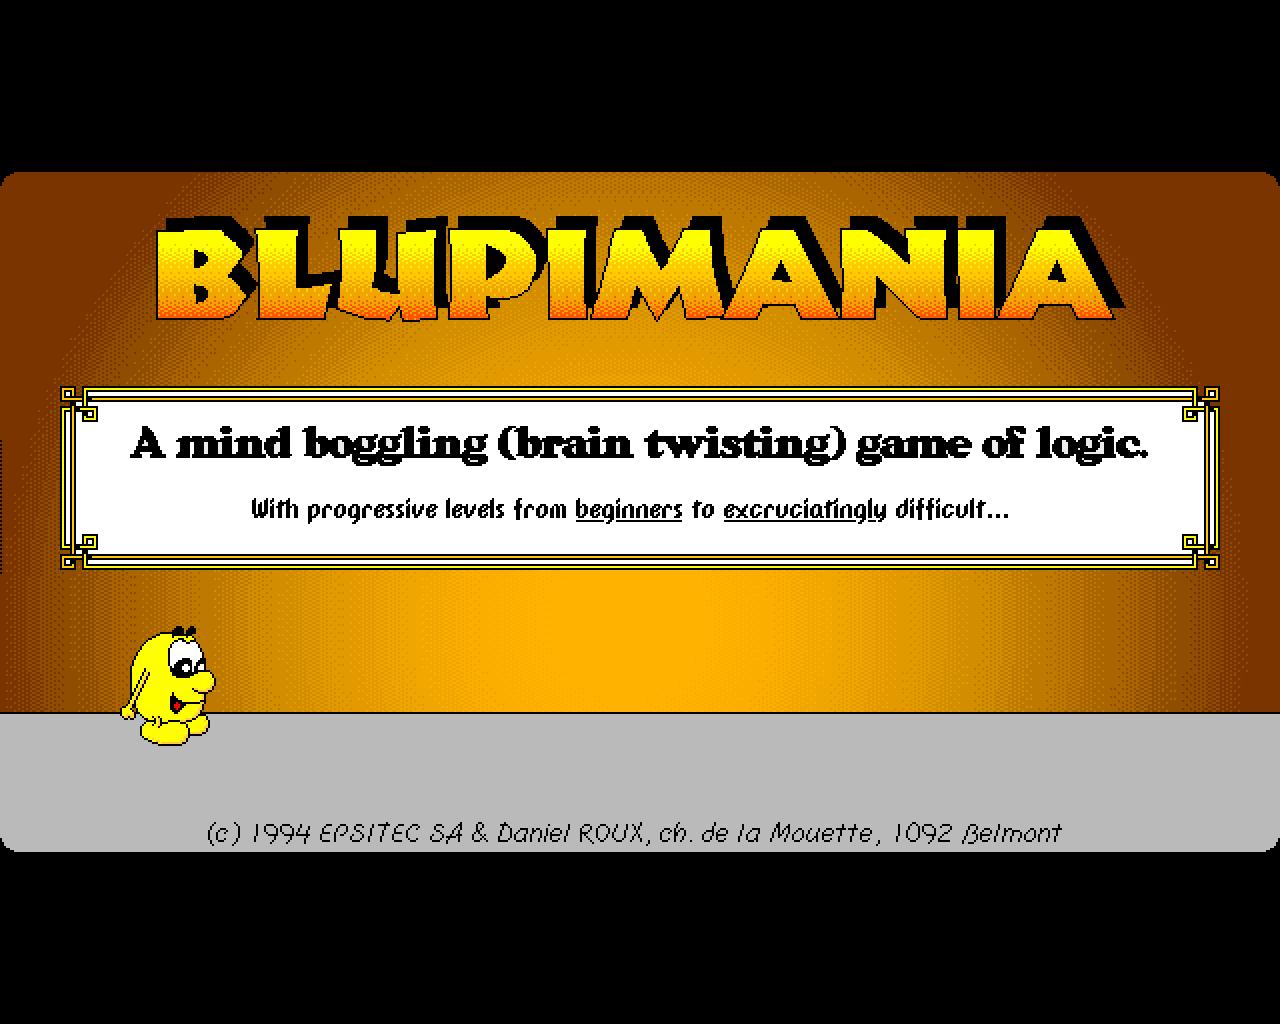 BLUPIMANIA
A mind boggling (brain twisting) game of logic.
With progressive levels from beginners to excruciatingly difficult...
(c) 1994 EPSITEC SA & Daniel ROUX, ch. de la Mouette, 1092 Belmont